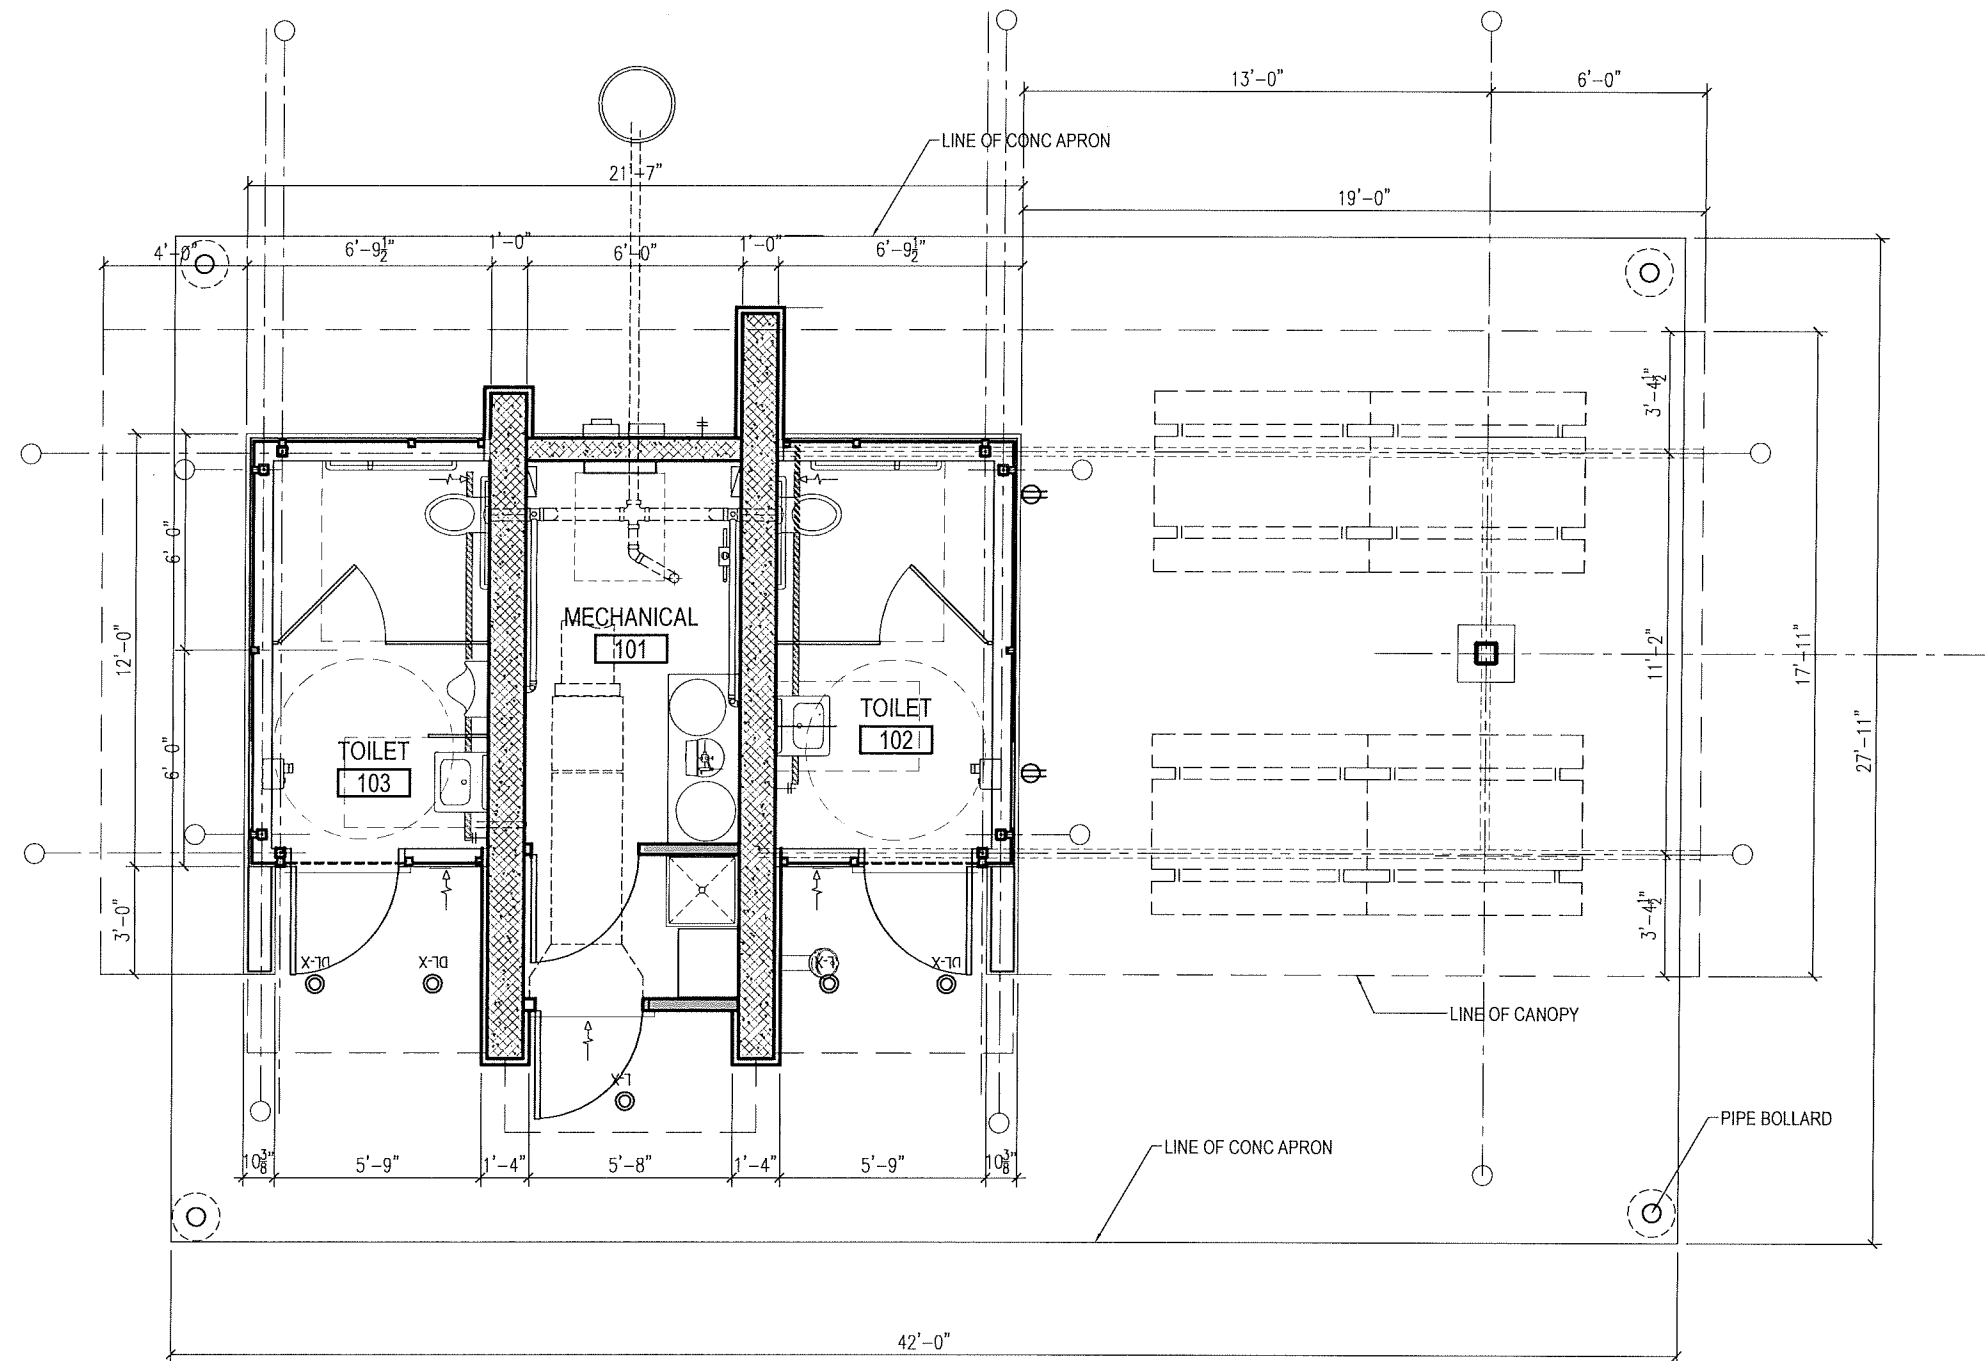 13'-0"
6'-0"
LINE OF CONC APRON
21'-7"
19'-0"
4'-0"
6'-9½"
1'-0"
6'-0"
1'-0"
6'-9½"
3'-4½"
6'-0"
12'-0"
MECHANICAL
101
11'-2"
17'-11"
27'-11"
TOILET
102
TOILET
103
6'-0"
3'-0"
3'-4½"
DL-X
DL-X
L-X
DL-X
LINE OF CANOPY
L-X
PIPE BOLLARD
LINE OF CONC APRON
10⅜"
5'-9"
1'-4"
5'-8"
1'-4"
5'-9"
10⅜"
42'-0"